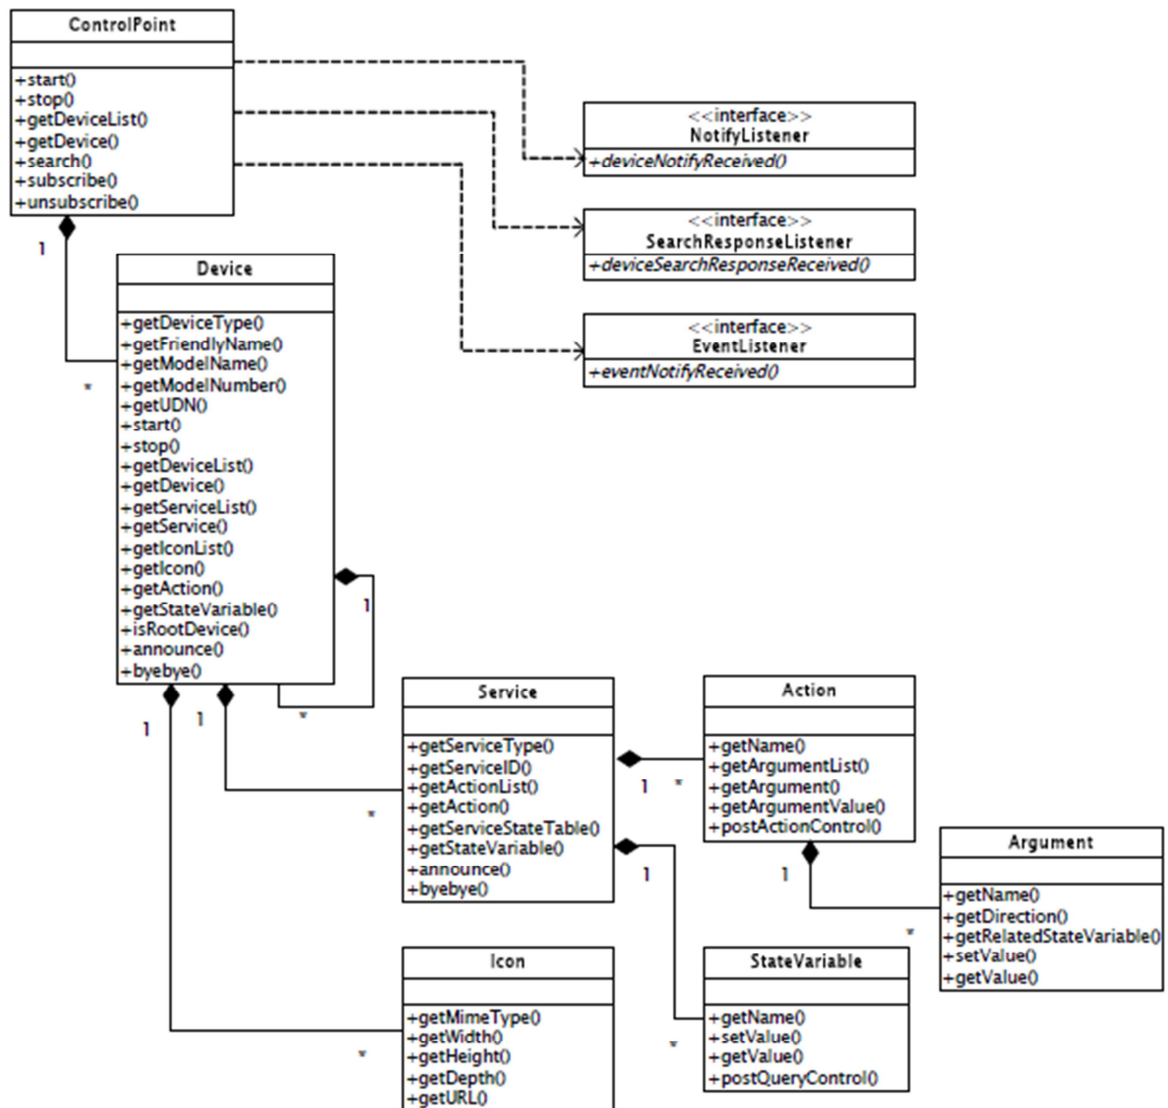 ControlPoint
+start()
+stop()
+getDeviceList()
+getDevice()
+search()
+subscribe()
+unsubscribe()
<<interface>>
NotifyListener
+deviceNotifyReceived()
<<interface>>
SearchResponseListener
+deviceSearchResponseReceived()
<<interface>>
EventListener
+eventNotifyReceived()
1
*
Device
+getDeviceType()
+getFriendlyName()
+getModelName()
+getModelNumber()
+getUDN()
+start()
+stop()
+getDeviceList()
+getDevice()
+getServiceList()
+getService()
+getIconList()
+getIcon()
+getAction()
+getStateVariable()
+isRootDevice()
+announce()
+byebye()
1
*
1
1
*
*
Service
+getServiceType()
+getServiceID()
+getActionList()
+getAction()
+getServiceStateTable()
+getStateVariable()
+announce()
+byebye()
1
*
1
*
Action
+getName()
+getArgumentList()
+getArgument()
+getArgumentValue()
+postActionControl()
1
*
Argument
+getName()
+getDirection()
+getRelatedStateVariable()
+setValue()
+getValue()
Icon
+getMimeType()
+getWidth()
+getHeight()
+getDepth()
+getURL()
StateVariable
+getName()
+setValue()
+getValue()
+postQueryControl()